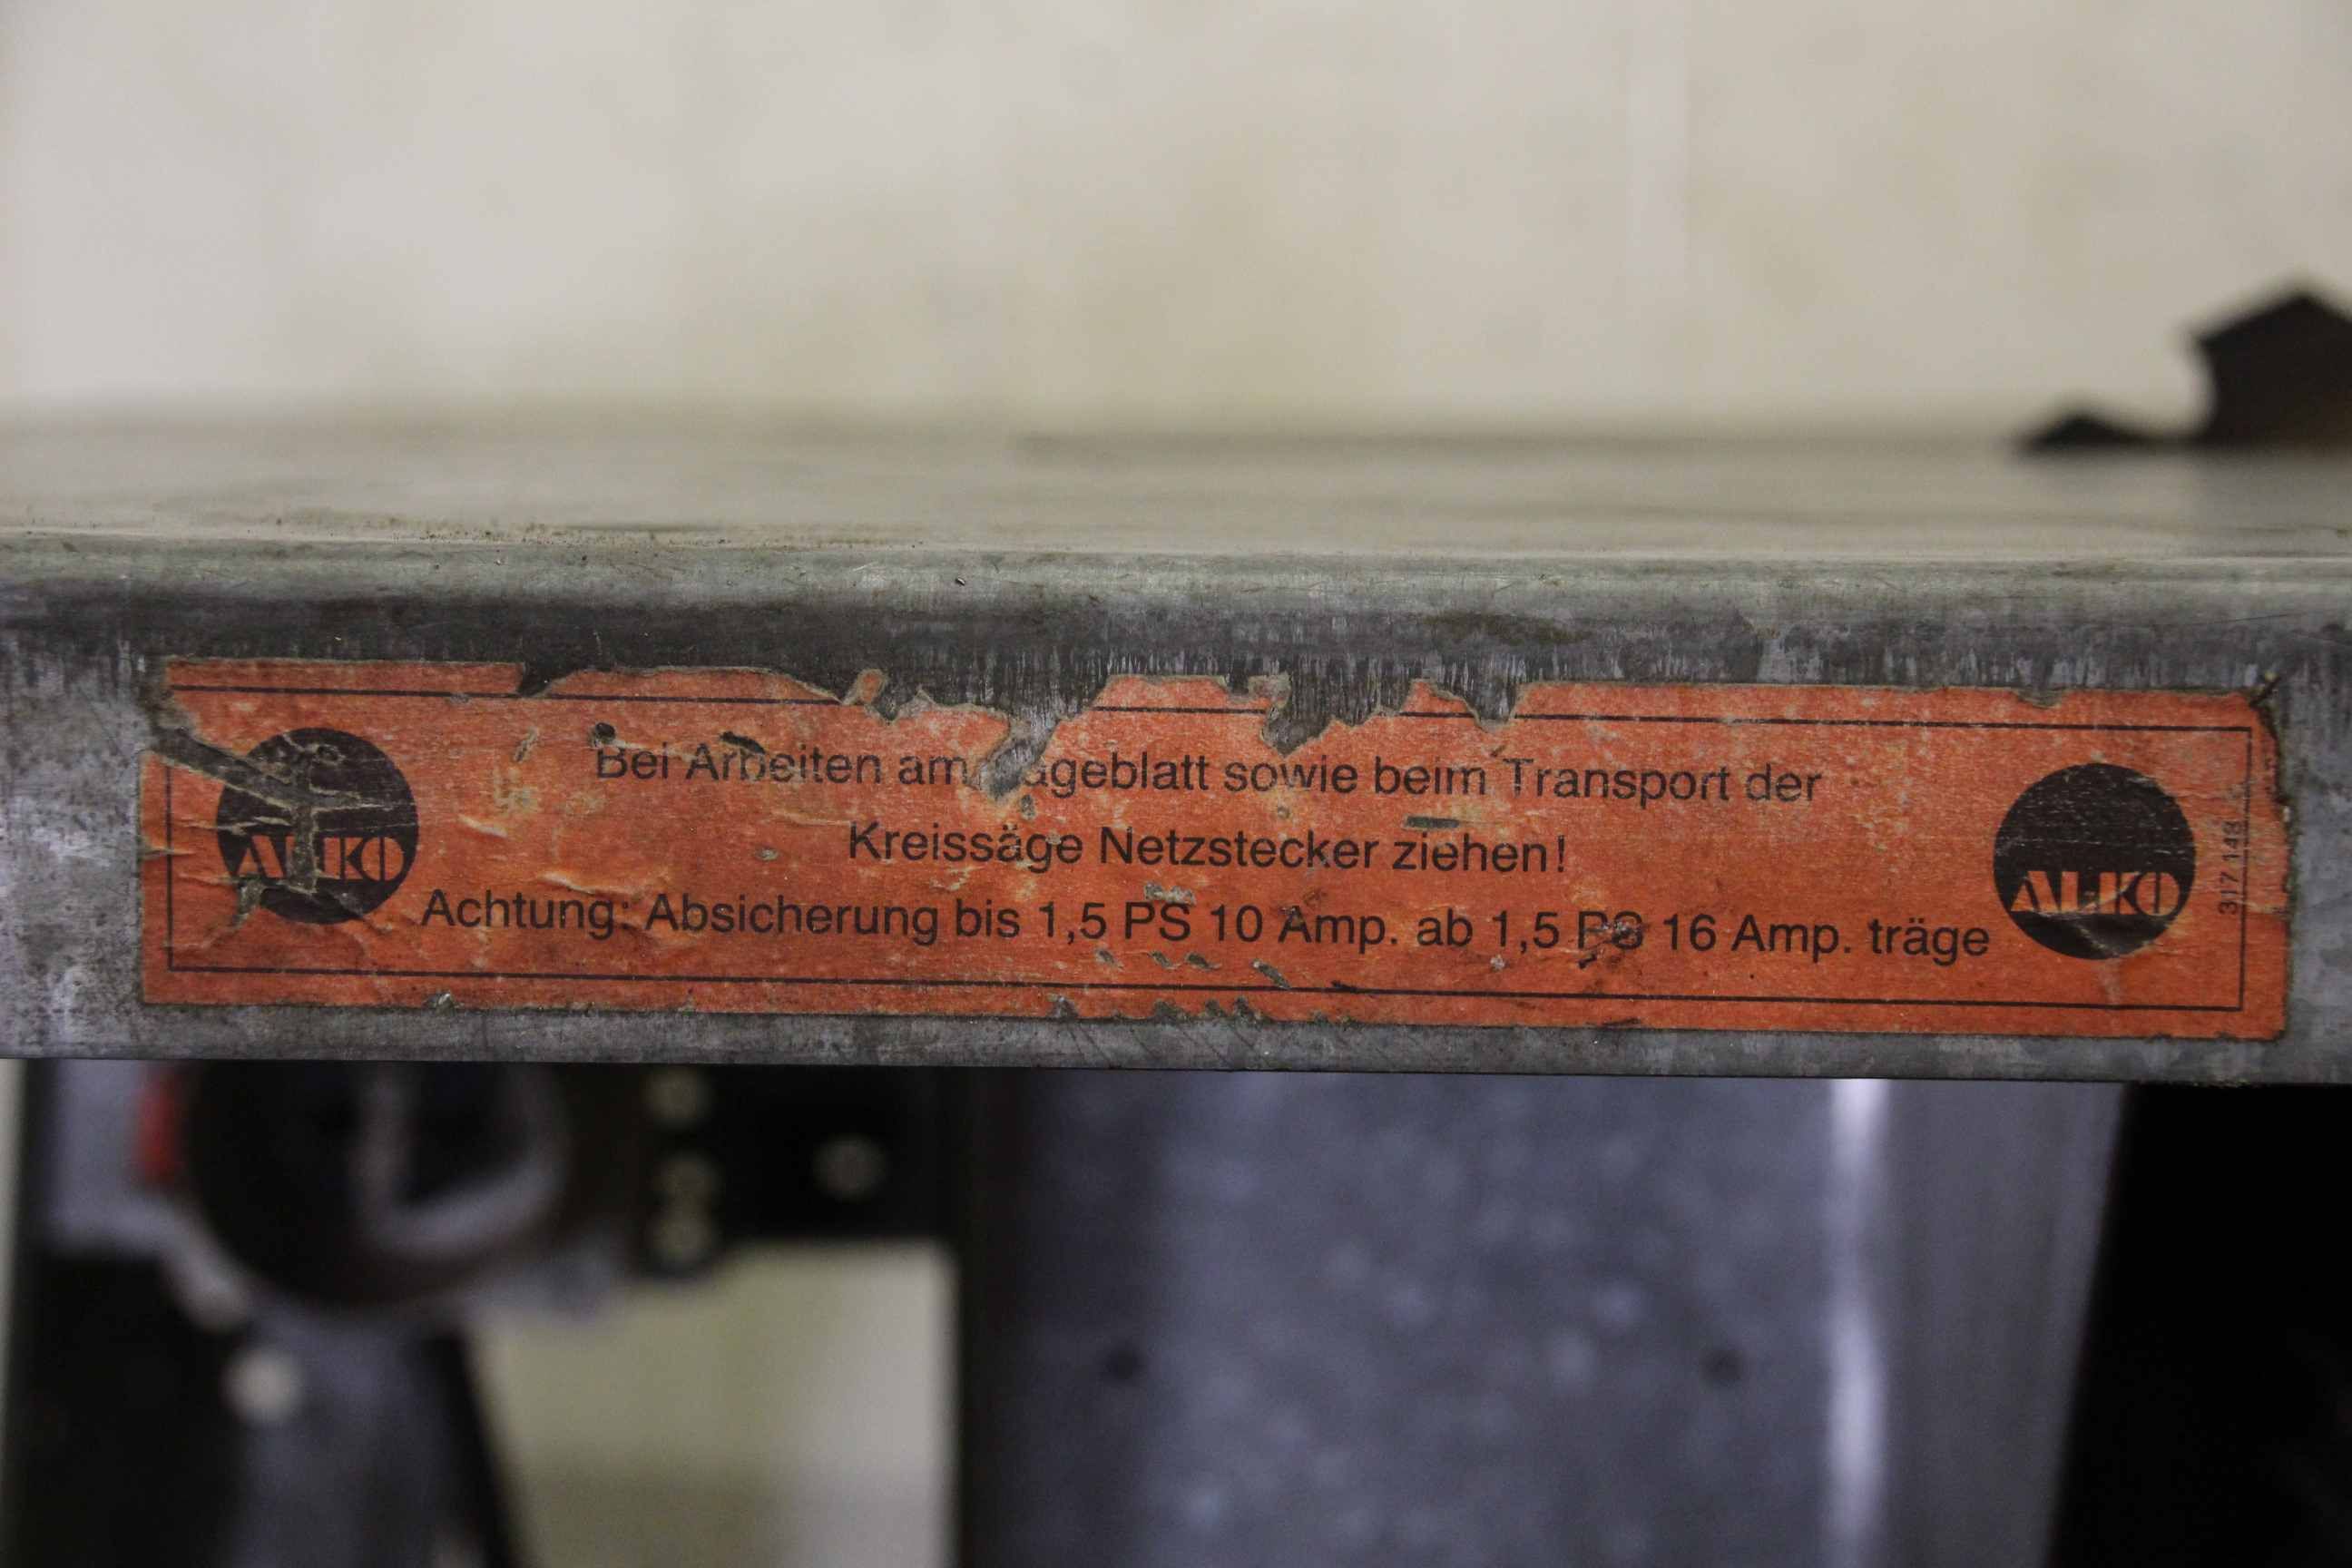 Bei Arbeiten am Sägeblatt sowie beim Transport der
Kreissäge Netzstecker ziehen!
Achtung: Absicherung bis 1,5 PS 10 Amp. ab 1,5 PS 16 Amp. träge
AL-KO
AL-KO
317 148